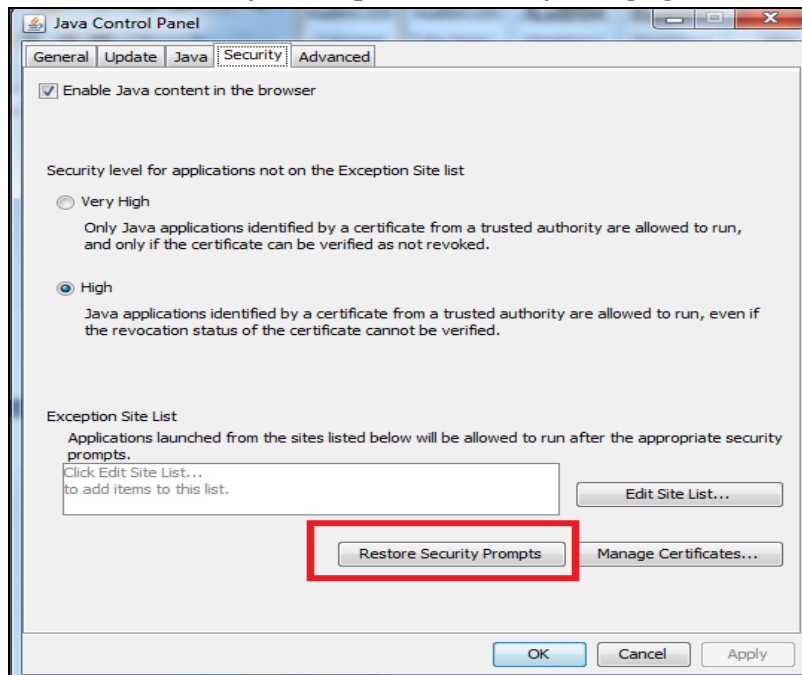 Java Control Panel
General Update Java Security Advanced
Enable Java content in the browser
Security level for applications not on the Exception Site list
Very High
Only Java applications identified by a certificate from a trusted authority are allowed to run,
and only if the certificate can be verified as not revoked.
High
Java applications identified by a certificate from a trusted authority are allowed to run, even if
the revocation status of the certificate cannot be verified.
Exception Site List
Applications launched from the sites listed below will be allowed to run after the appropriate security
prompts.
Click Edit Site List...
to add items to this list.
Edit Site List...
Restore Security Prompts Manage Certificates...
OK Cancel Apply